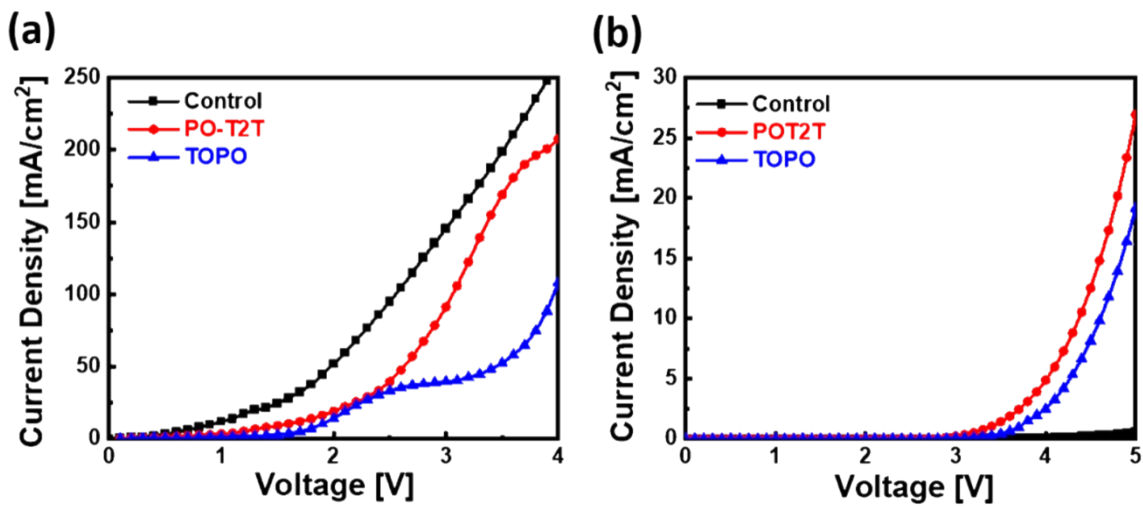 (a)
Current Density [mA/cm²]
250
200
150
100
50
0
Control
PO-T2T
TOPO
0 1 2 3 4
Voltage [V]
(b)
Current Density [mA/cm²]
30
25
20
15
10
5
0
Control
POT2T
TOPO
0 1 2 3 4 5
Voltage [V]